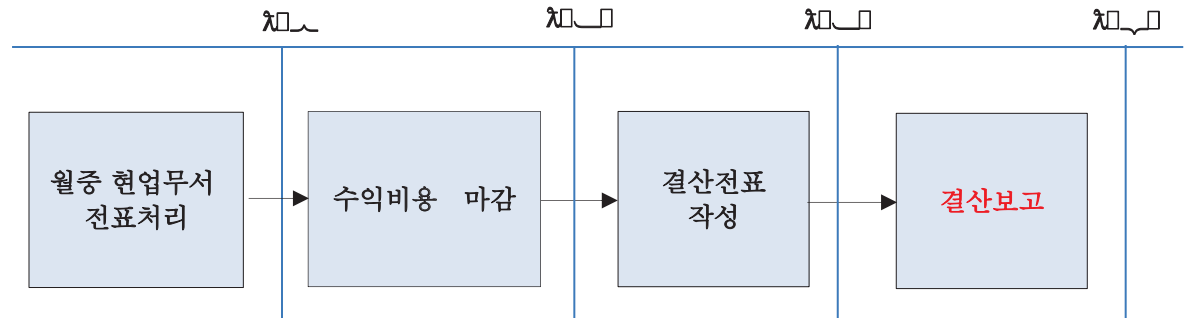 월중 현업무서
전표처리
수익비용 마감
결산전표
작성
결산보고